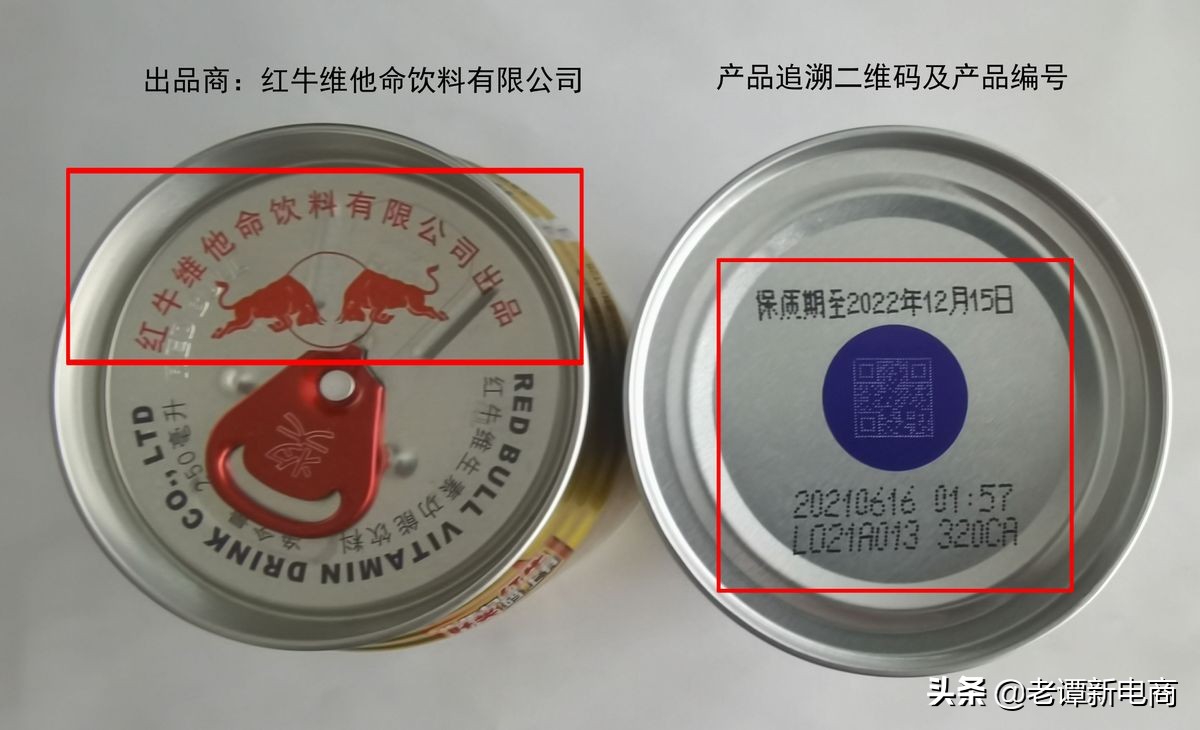 出品商：红牛维他命饮料有限公司
产品追溯二维码及产品编号
红牛维他命饮料有限公司出品
RED BULL VITAMIN DRINK CO., LTD
红牛维生素功能饮料
250毫升
保质期至2022年12月15日
20210616 01:57
LO21A013 320CA
头条 @老谭新电商